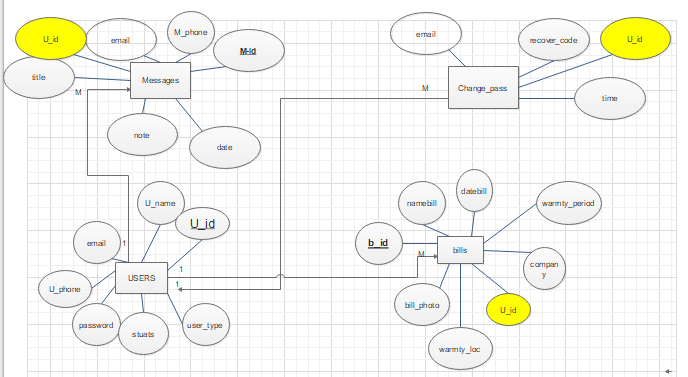 U_id
email
M_phone
M-id
title
Messages
M
note
date
email
recover_code
U_id
M
Change_pass
time
U_name
U_id
email
1
USERS
1
1
U_phone
password
stuats
user_type
namebill
datebill
warmty_period
b_id
M
bills
compan
y
bill_photo
U_id
warmty_loc